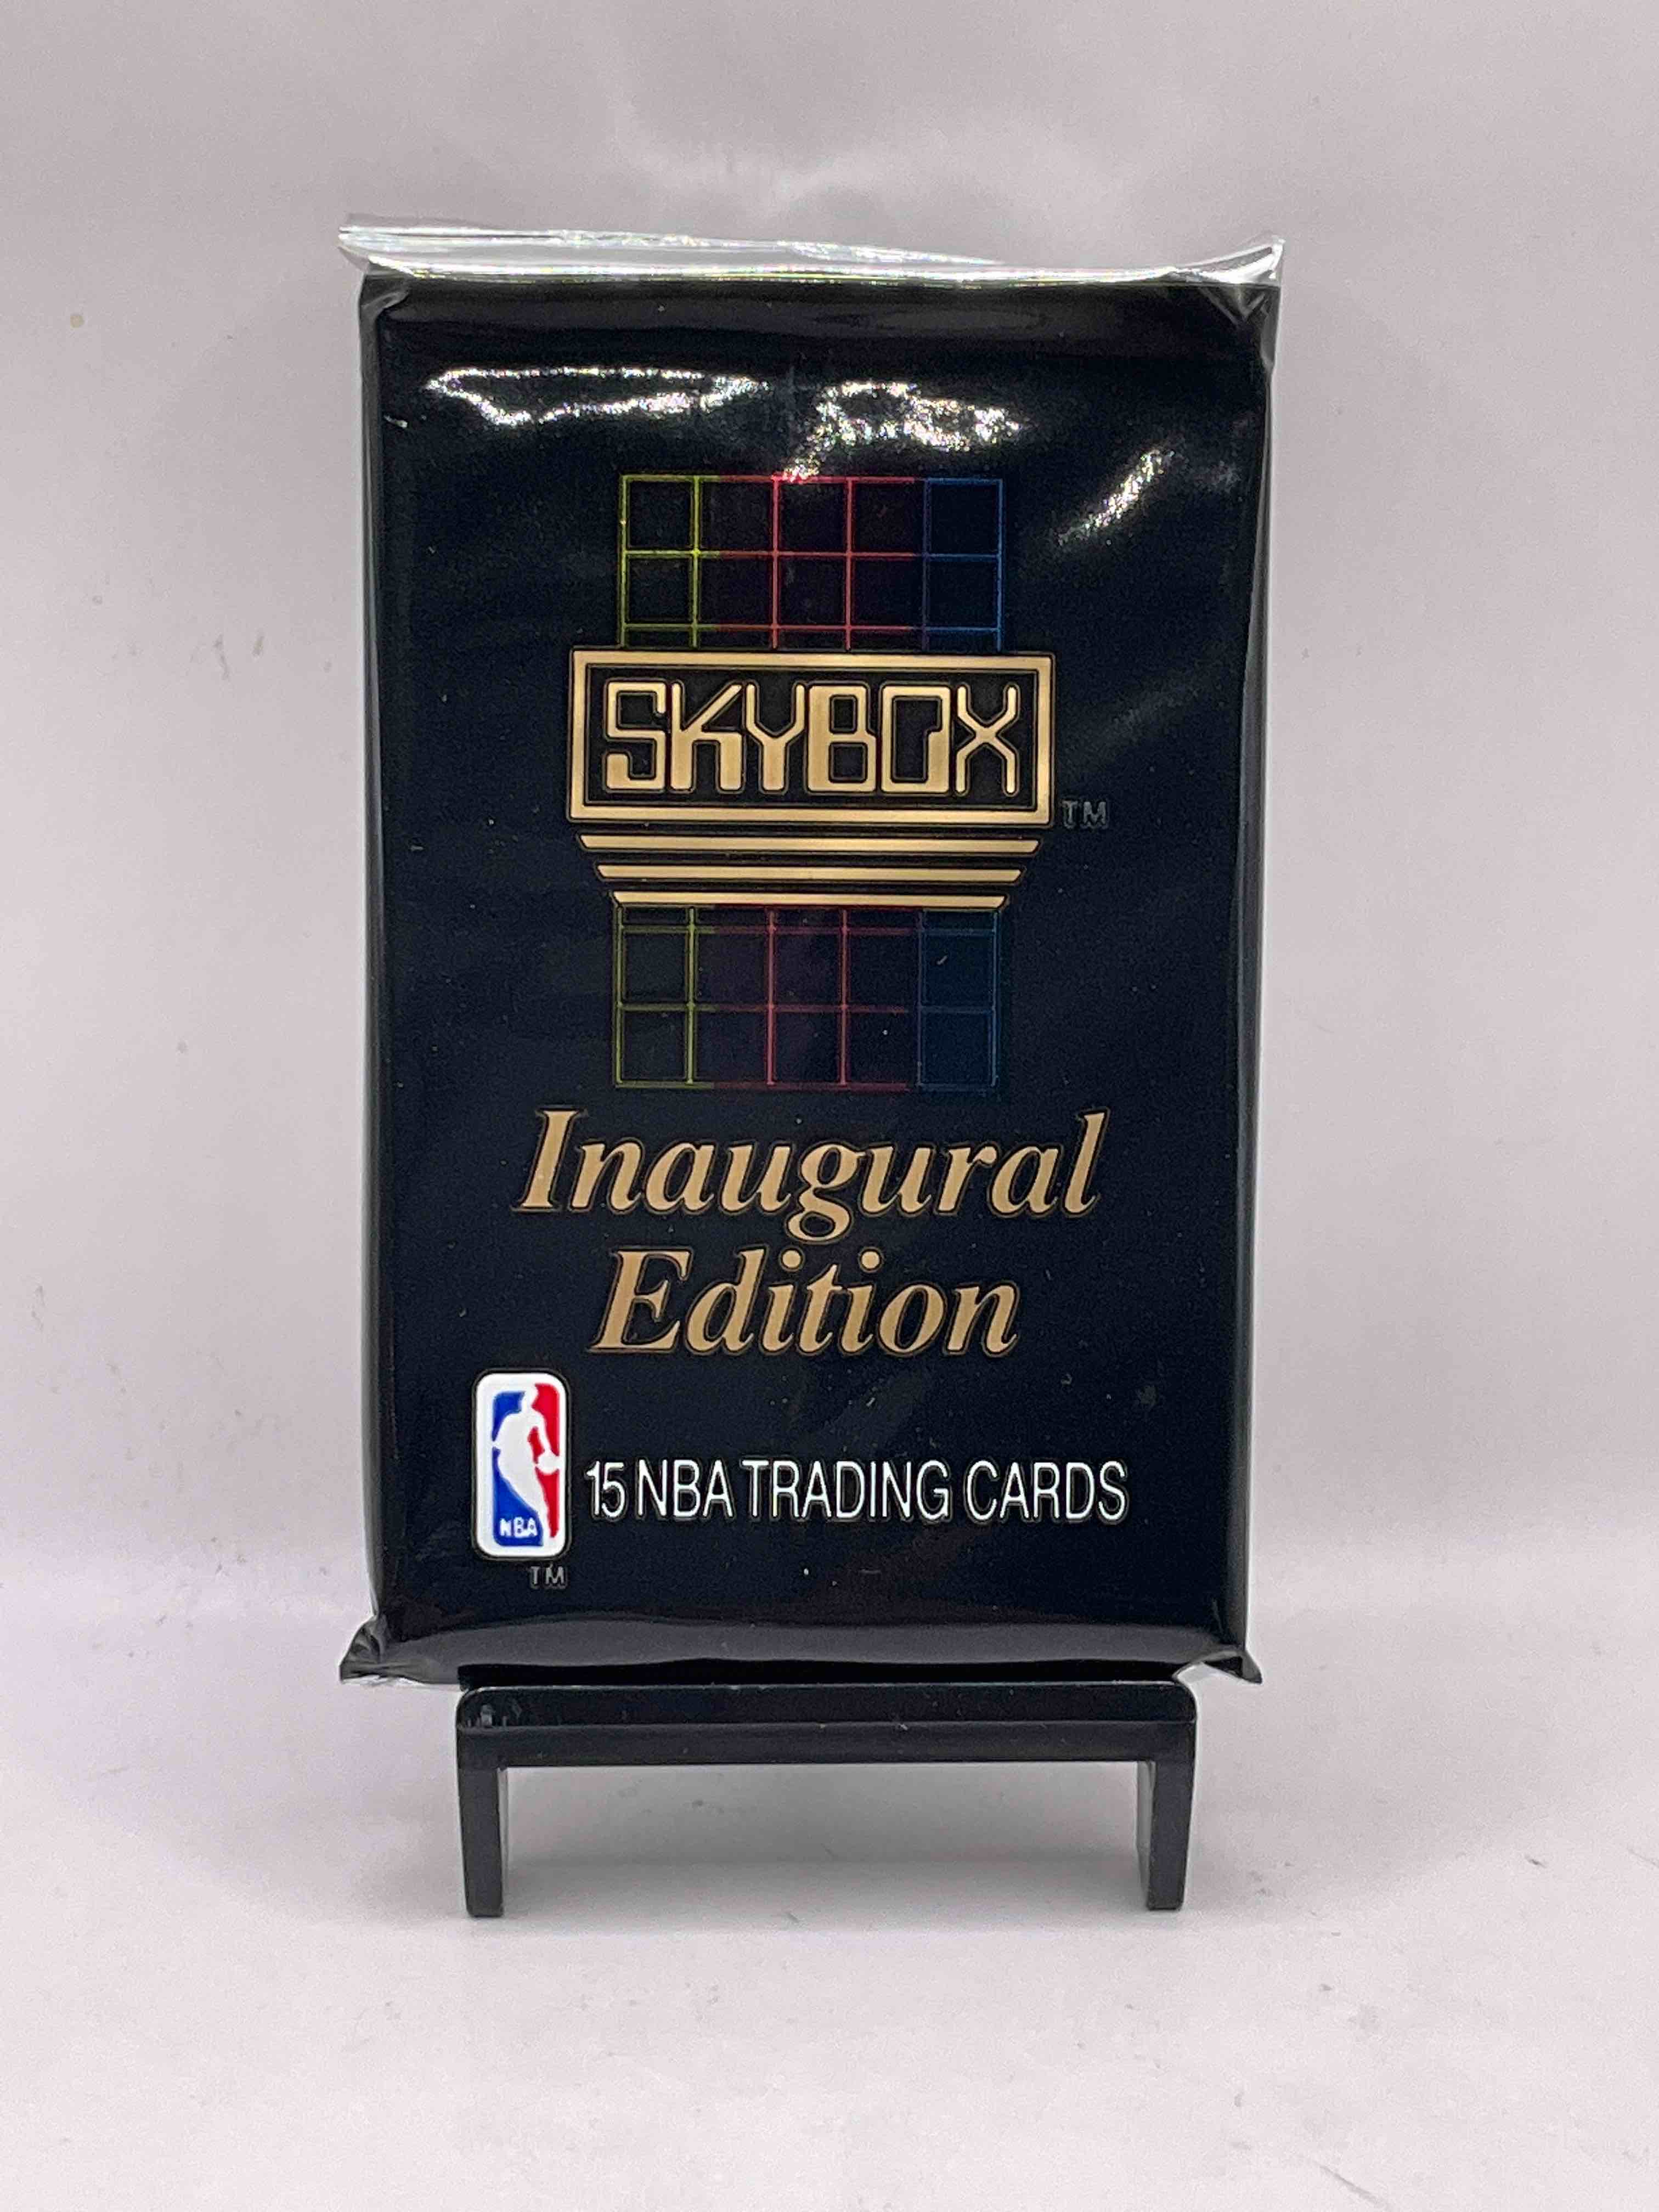 SKYBOX
TM
Inaugural
Edition
NBA
15 NBA TRADING CARDS
TM